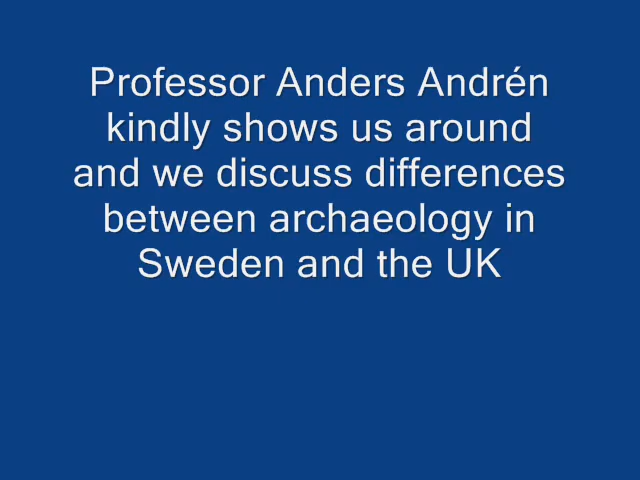 Professor Anders Andrén
kindly shows us around
and we discuss differences
between archaeology in
Sweden and the UK